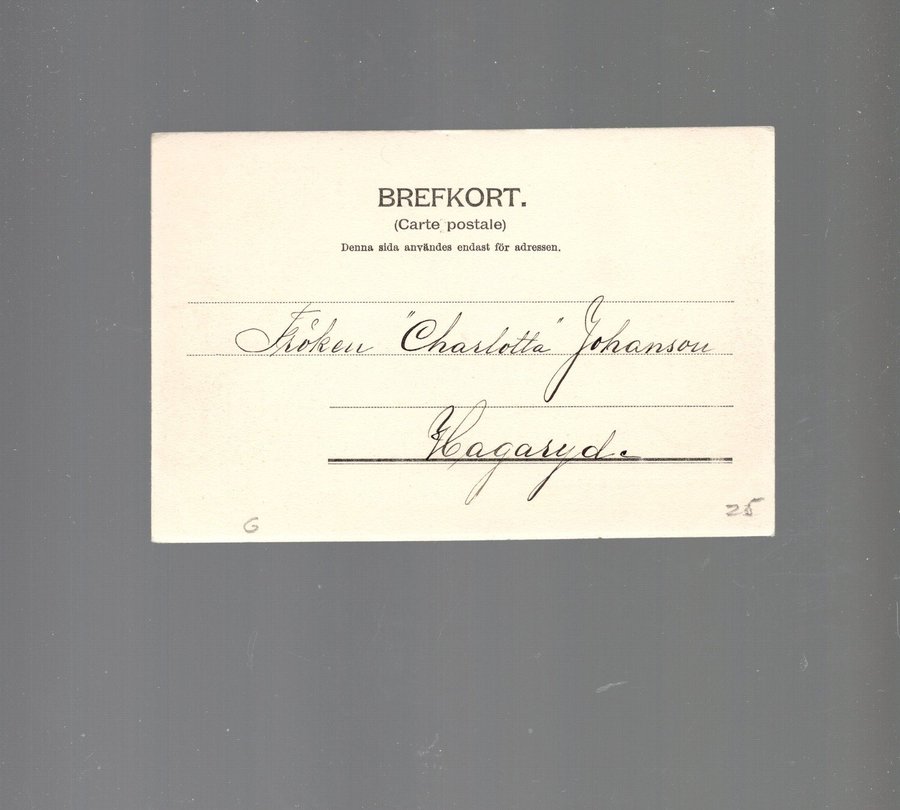 BREFKORT.
(Carte postale)
Denna sida användes endast för adressen.
Fröken "Charlotta" Johanson
Hagaryd.
G
25